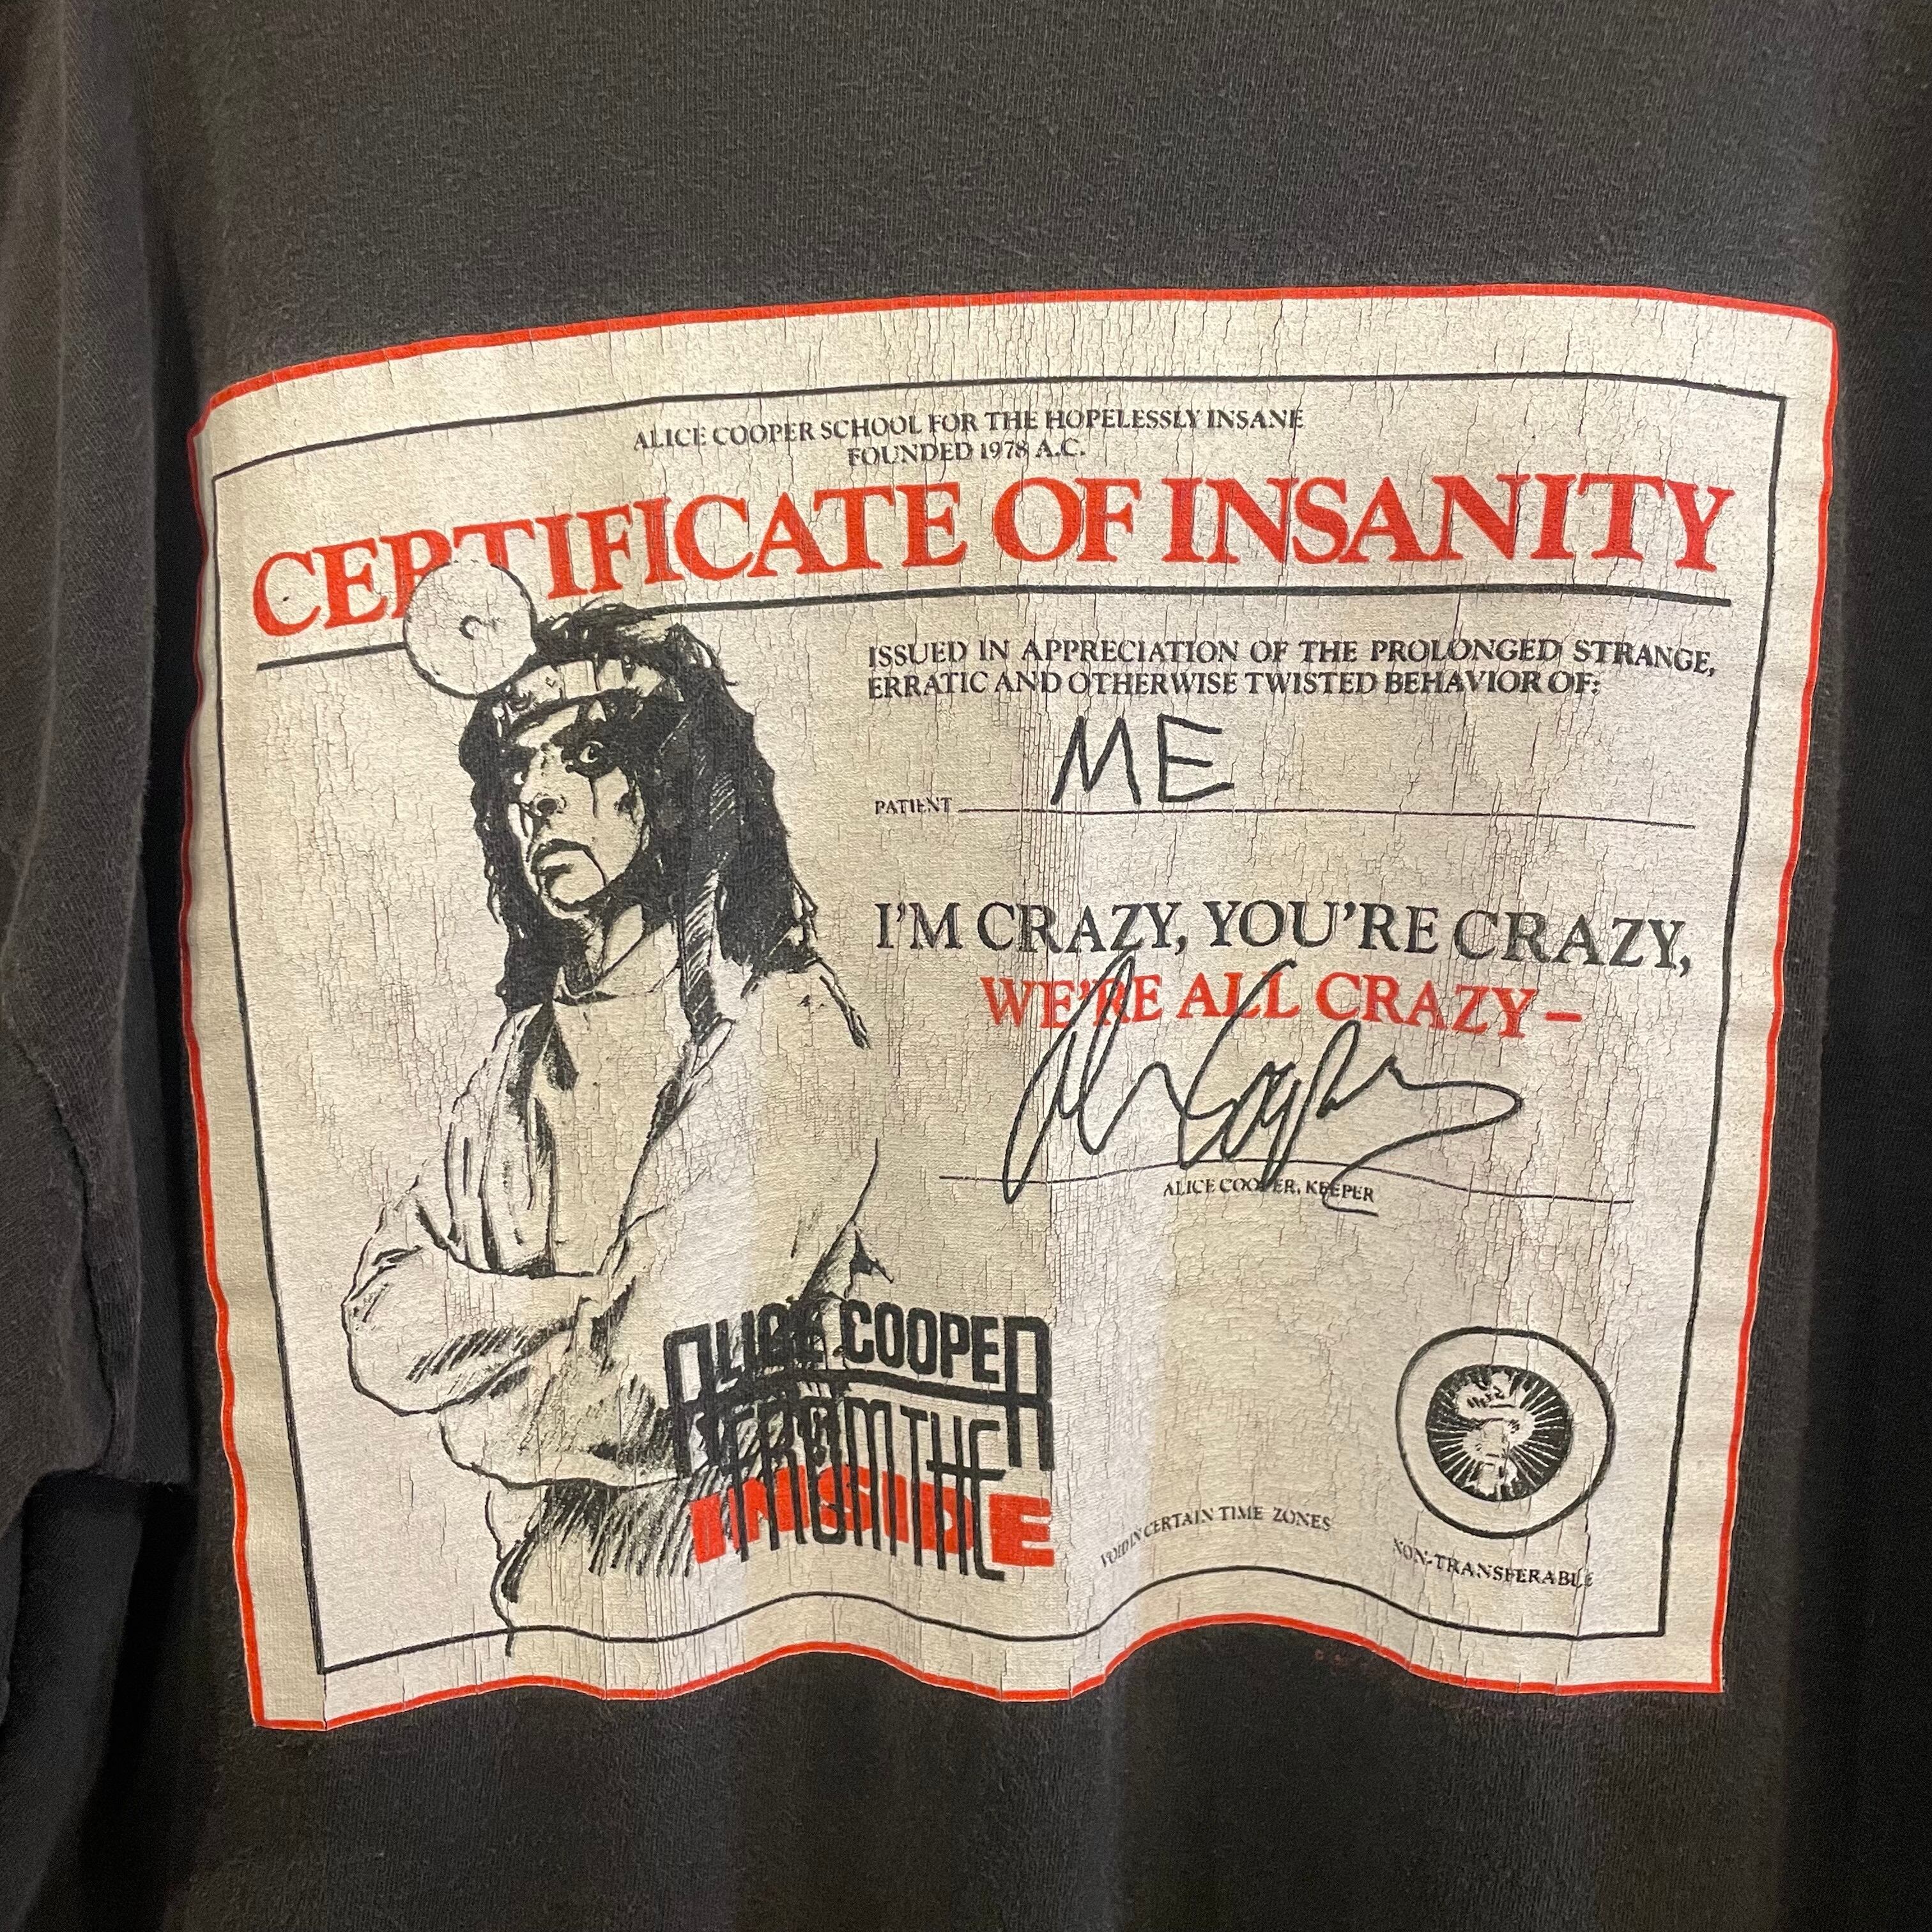 ALICE COOPER SCHOOL FOR THE HOPELESSLY INSANE
FOUNDED 1978 A.C.
CERTIFICATE OF INSANITY
ISSUED IN APPRECIATION OF THE PROLONGED STRANGE,
ERRATIC AND OTHERWISE TWISTED BEHAVIOR OF:
ME
PATIENT
I'M CRAZY, YOU'RE CRAZY,
WE'RE ALL CRAZY –
Alice Cooper
ALICE COOPER, KEEPER
ALICE COOPER
FROM THE
INSIDE
VOID IN CERTAIN TIME ZONES
NON-TRANSFERABLE